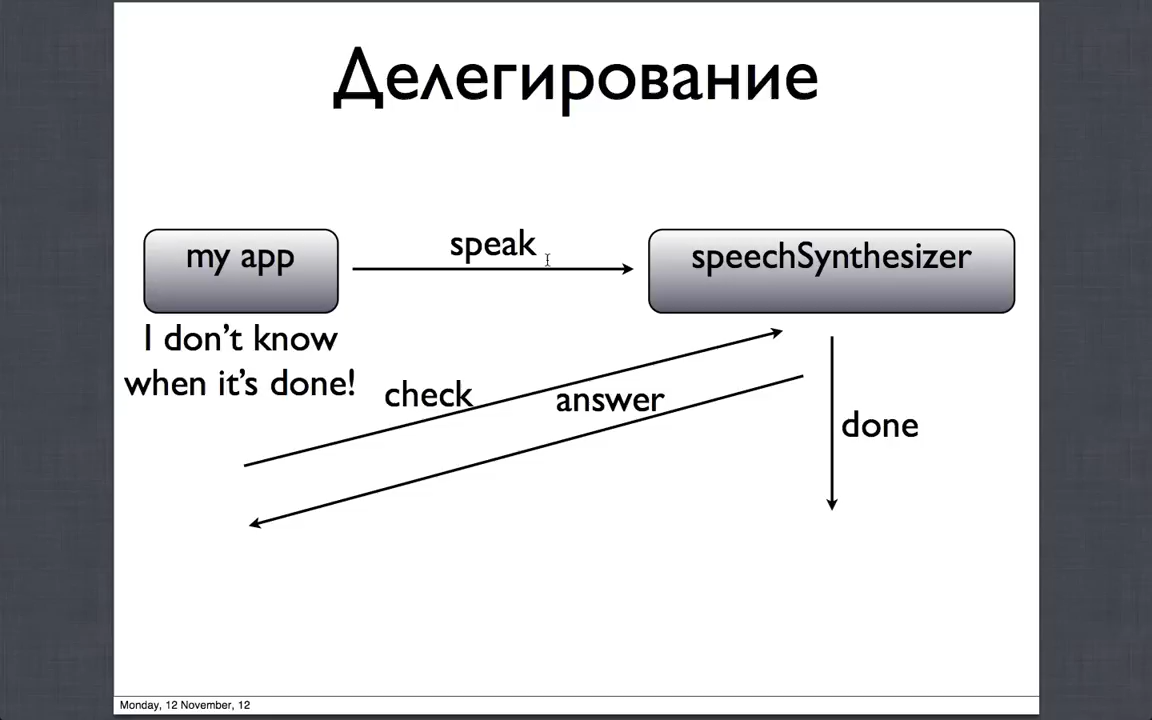 Делегирование
my app
speak
speechSynthesizer
I don't know
when it's done!
check
answer
done
Monday, 12 November, 12